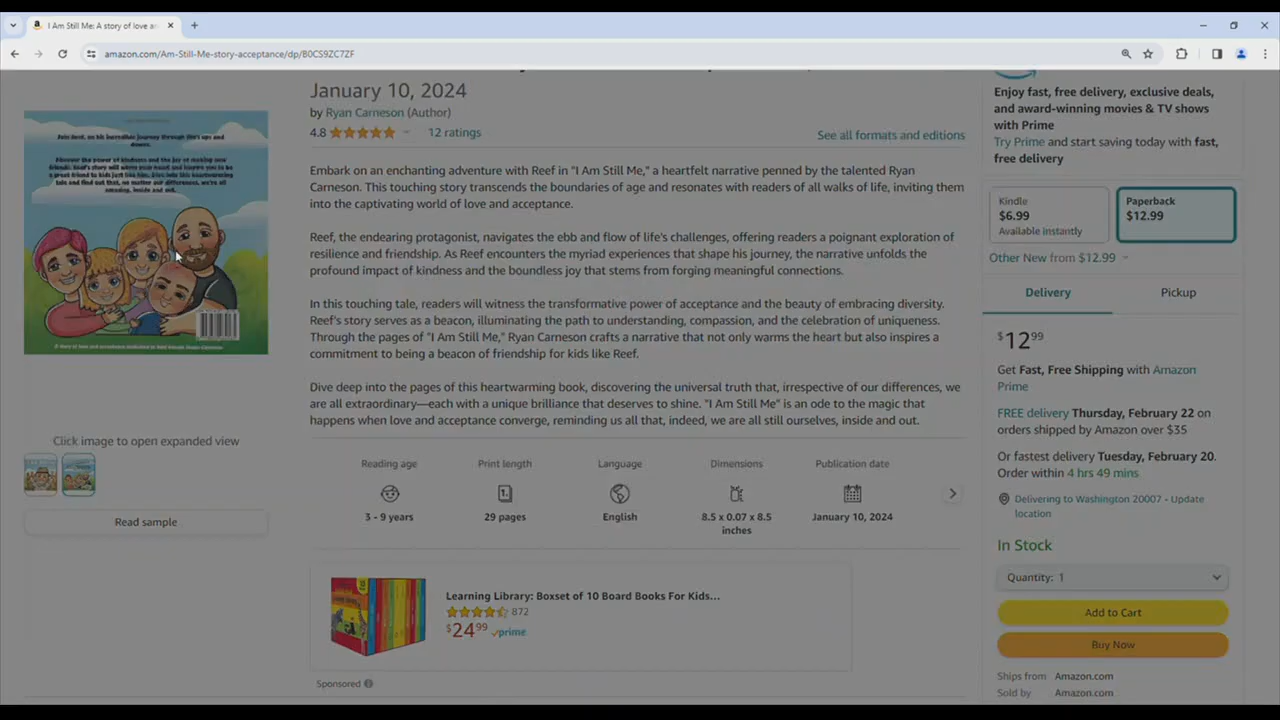 I Am Still Me: A story of love a
amazon.com/Am-Still-Me-story-acceptance/dp/B0CS9ZC7ZF
January 10, 2024
by Ryan Carneson (Author)
4.8
12 ratings
See all formats and editions
Embark on an enchanting adventure with Reef in "I Am Still Me," a heartfelt narrative penned by the talented Ryan
Carneson. This touching story transcends the boundaries of age and resonates with readers of all walks of life, inviting them
into the captivating world of love and acceptance.
Reef, the endearing protagonist, navigates the ebb and flow of life's challenges, offering readers a poignant exploration of
resilience and friendship. As Reef encounters the myriad experiences that shape his journey, the narrative unfolds the
profound impact of kindness and the boundless joy that stems from forging meaningful connections.
In this touching tale, readers will witness the transformative power of acceptance and the beauty of embracing diversity.
Reef's story serves as a beacon, illuminating the path to understanding, compassion, and the celebration of uniqueness.
Through the pages of "I Am Still Me," Ryan Carneson crafts a narrative that not only warms the heart but also inspires a
commitment to being a beacon of friendship for kids like Reef.
Dive deep into the pages of this heartwarming book, discovering the universal truth that, irrespective of our differences, we
are all extraordinary—each with a unique brilliance that deserves to shine. "I Am Still Me" is an ode to the magic that
happens when love and acceptance converge, reminding us all that, indeed, we are all still ourselves, inside and out.
Click image to open expanded view
Read sample
Reading age
3 - 9 years
Print length
29 pages
Language
English
Dimensions
8.5 x 0.07 x 8.5
inches
Publication date
January 10, 2024
Learning Library: Boxset of 10 Board Books For Kids...
872
$24 99 prime
Sponsored
Enjoy fast, free delivery, exclusive deals,
and award-winning movies & TV shows
with Prime
Try Prime and start saving today with fast,
free delivery
Kindle
$6.99
Available instantly
Paperback
$12.99
Other New from $12.99
Delivery
Pickup
$12 99
Get Fast, Free Shipping with Amazon
Prime
FREE delivery Thursday, February 22 on
orders shipped by Amazon over $35
Or fastest delivery Tuesday, February 20.
Order within 4 hrs 49 mins
Delivering to Washington 20007 - Update
location
In Stock
Quantity: 1
Add to Cart
Buy Now
Ships from Amazon.com
Sold by Amazon.com